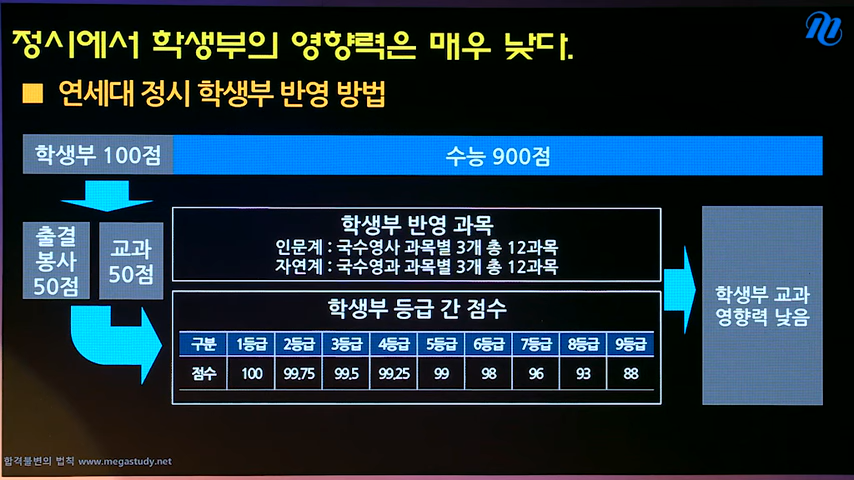 정시에서 학생부의 영향력은 매우 낮다.
■ 연세대 정시 학생부 반영 방법
학생부 100점
수능 900점
출결
봉사
50점
교과
50점
학생부 반영 과목
인문계 : 국수영사 과목별 3개 총 12과목
자연계 : 국수영과 과목별 3개 총 12과목
학생부 등급 간 점수
구분 1등급 2등급 3등급 4등급 5등급 6등급 7등급 8등급 9등급
점수 100 99.75 99.5 99.25 99 98 96 93 88
학생부 교과
영향력 낮음
합격불변의 법칙 www.megastudy.net